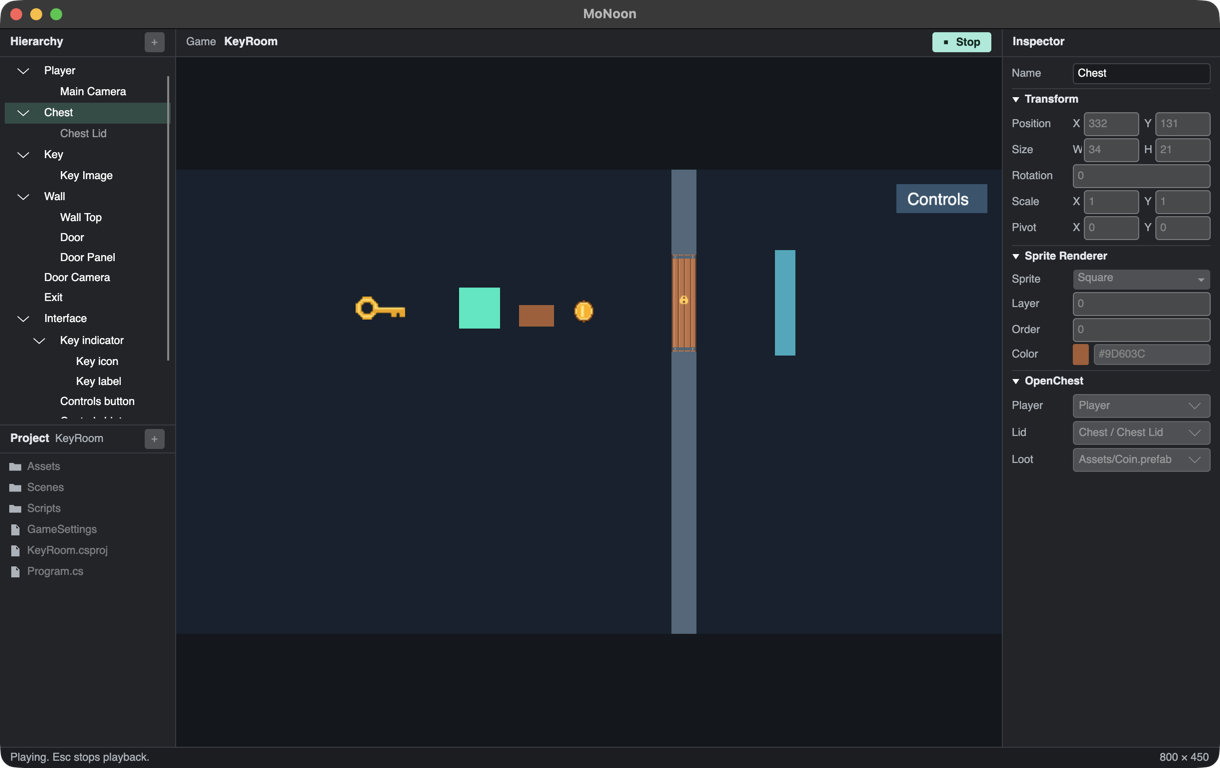 MoNoon
Hierarchy +
Player
Main Camera
Chest
Chest Lid
Key
Key Image
Wall
Wall Top
Door
Door Panel
Door Camera
Exit
Interface
Key indicator
Key icon
Key label
Controls button
Project KeyRoom +
Assets
Scenes
Scripts
GameSettings
KeyRoom.csproj
Program.cs
Game KeyRoom
Stop
Controls
Inspector
Name Chest
Transform
Position X 332 Y 131
Size W 34 H 21
Rotation 0
Scale X 1 Y 1
Pivot X 0 Y 0
Sprite Renderer
Sprite Square
Layer 0
Order 0
Color #9D603C
OpenChest
Player Player
Lid Chest / Chest Lid
Loot Assets/Coin.prefab
Playing. Esc stops playback.
800 × 450